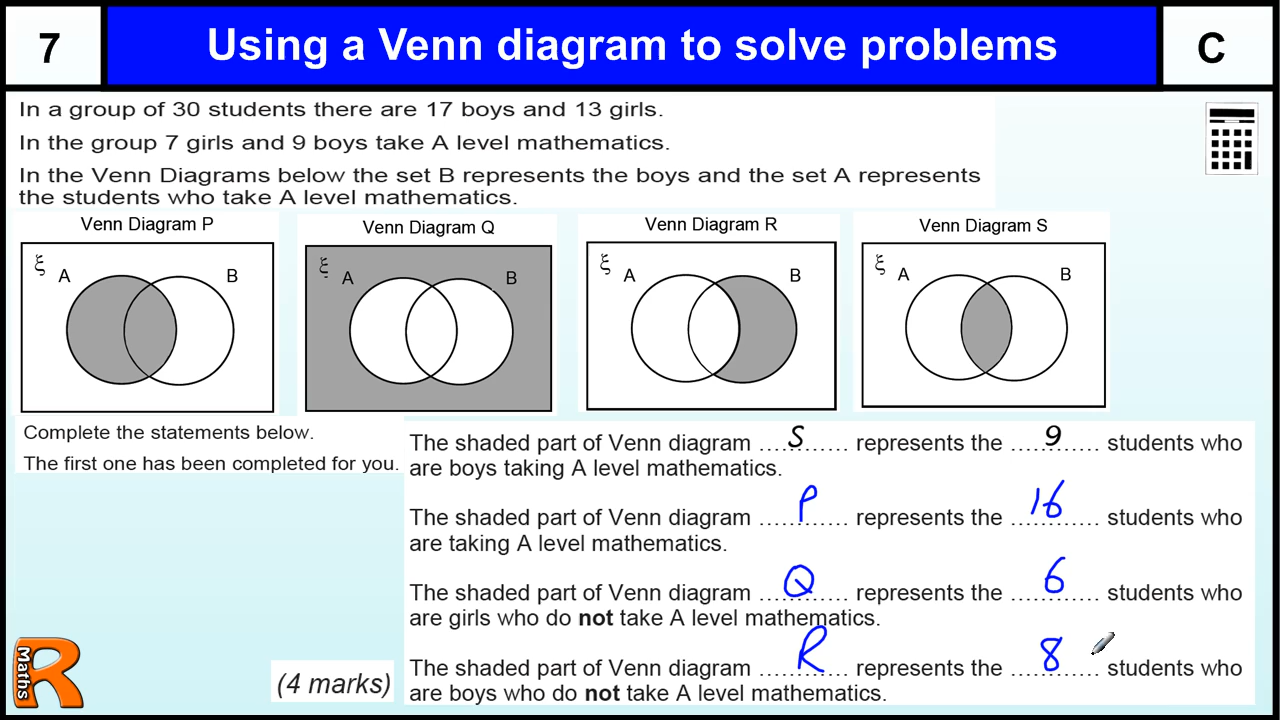 7
Using a Venn diagram to solve problems
C
In a group of 30 students there are 17 boys and 13 girls.
In the group 7 girls and 9 boys take A level mathematics.
In the Venn Diagrams below the set B represents the boys and the set A represents
the students who take A level mathematics.
Venn Diagram P
ξ
A
B
Venn Diagram Q
ξ
A
B
Venn Diagram R
ξ
A
B
Venn Diagram S
ξ
A
B
Complete the statements below.
The first one has been completed for you.
The shaded part of Venn diagram ....S........ represents the ....9........ students who
are boys taking A level mathematics.
The shaded part of Venn diagram ....P........ represents the ....16........ students who
are taking A level mathematics.
The shaded part of Venn diagram ....Q........ represents the ....6........ students who
are girls who do not take A level mathematics.
The shaded part of Venn diagram ....R........ represents the ....8........ students who
are boys who do not take A level mathematics.
(4 marks)
R
Maths